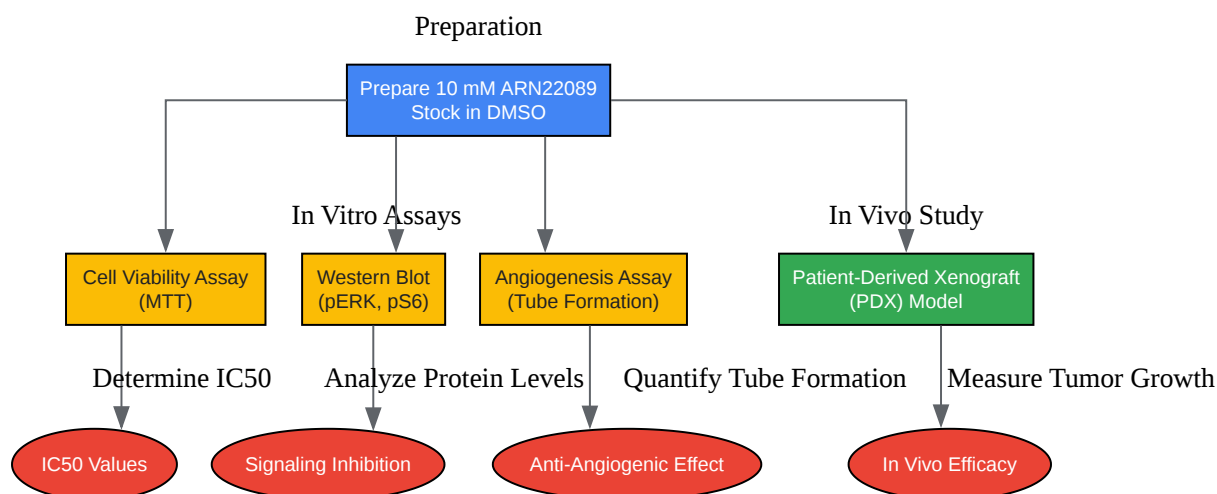 Preparation
Prepare 10 mM ARN22089
Stock in DMSO
In Vitro Assays
In Vivo Study
Cell Viability Assay
(MTT)
Western Blot
(pERK, pS6)
Angiogenesis Assay
(Tube Formation)
Patient-Derived Xenograft
(PDX) Model
Determine IC50
Analyze Protein Levels
Quantify Tube Formation
Measure Tumor Growth
IC50 Values
Signaling Inhibition
Anti-Angiogenic Effect
In Vivo Efficacy